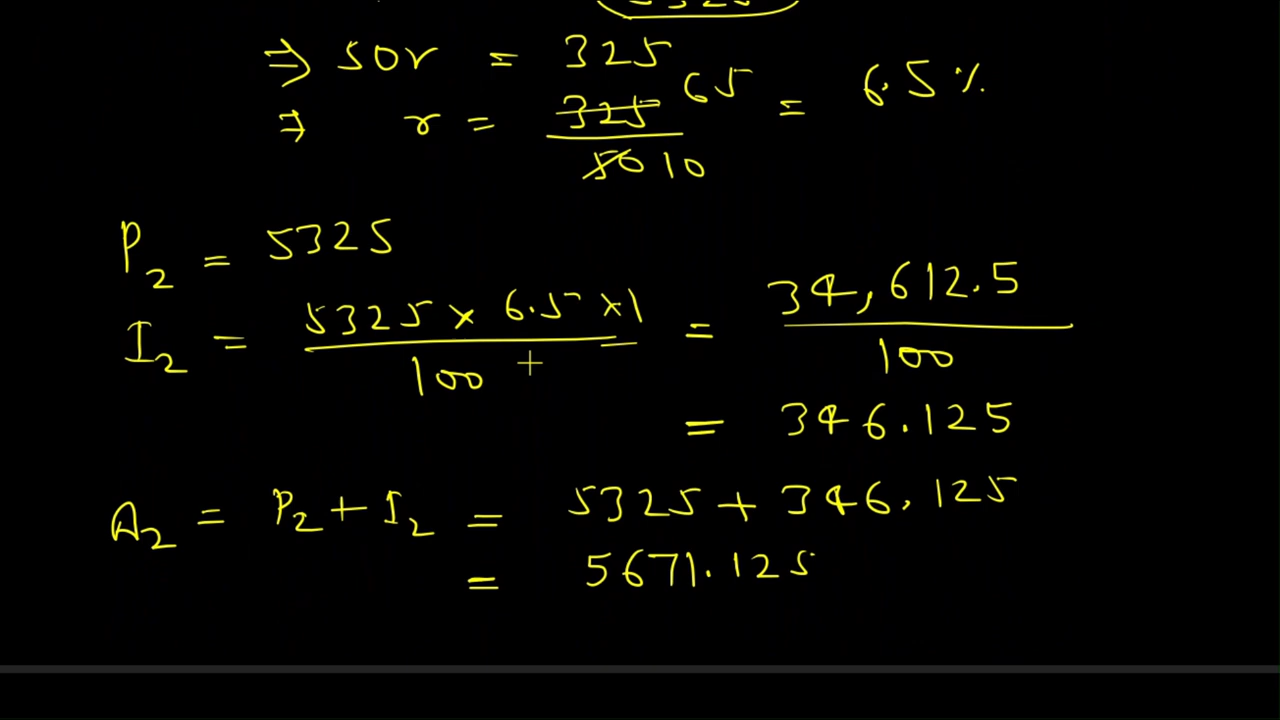 5325
⇒ 50r = 325
⇒ r = 325 65 / 50 10 = 6.5%
P2 = 5325
I2 = 5325 × 6.5 × 1 / 100 = 34,612.5 / 100
= 346.125
A2 = P2 + I2 = 5325 + 346.125
= 5671.125